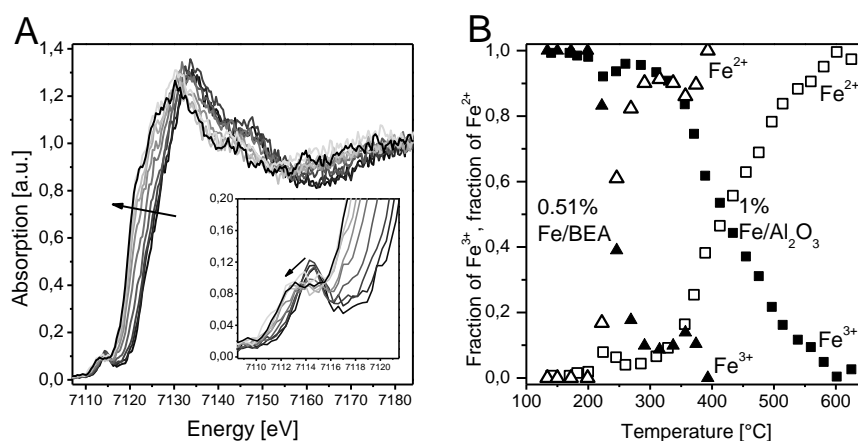 A
1,4
1,2
1,0
0,8
0,6
0,4
0,2
0,0
Absorption [a.u.]
7110 7120 7130 7140 7150 7160 7170 7180
Energy [eV]
0,20
0,16
0,12
0,08
0,04
0,00
7110 7112 7114 7116 7118 7120
B
1,0
0,8
0,6
0,4
0,2
0,0
Fraction of Fe³⁺, fraction of Fe²⁺
Fe²⁺
Fe²⁺
0.51%
Fe/BEA
1%
Fe/Al₂O₃
Fe³⁺
Fe³⁺
100 200 300 400 500 600
Temperature [°C]